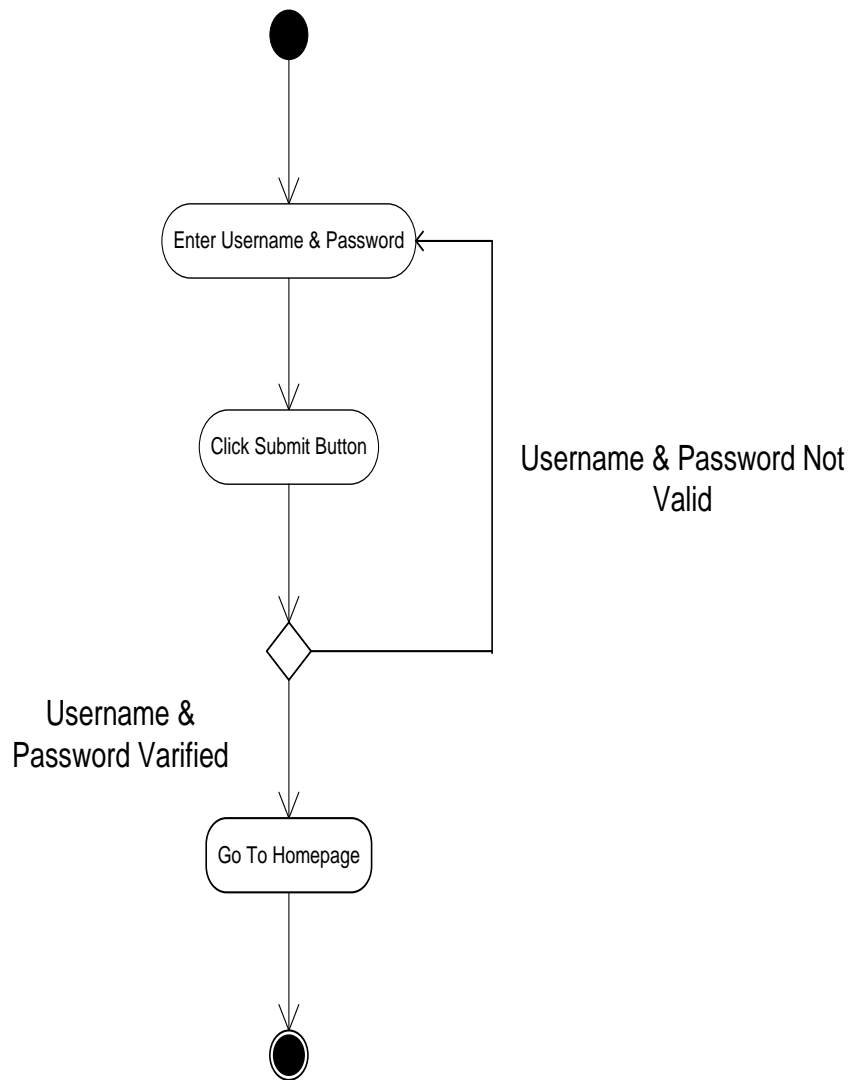 Enter Username & Password
Click Submit Button
Username & Password Not
Valid
Username &
Password Varified
Go To Homepage